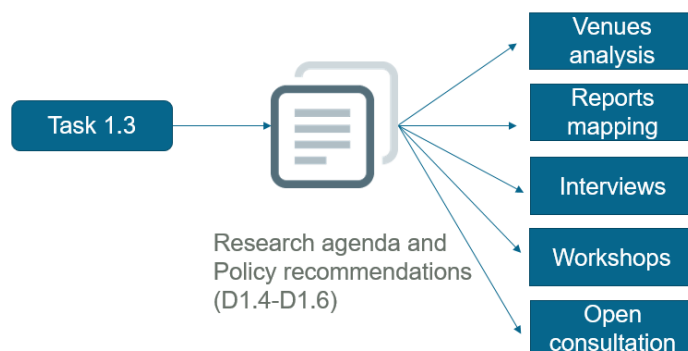 Venues
analysis
Reports
mapping
Task 1.3
Interviews
Research agenda and
Policy recommendations
(D1.4-D1.6)
Workshops
Open
consultation